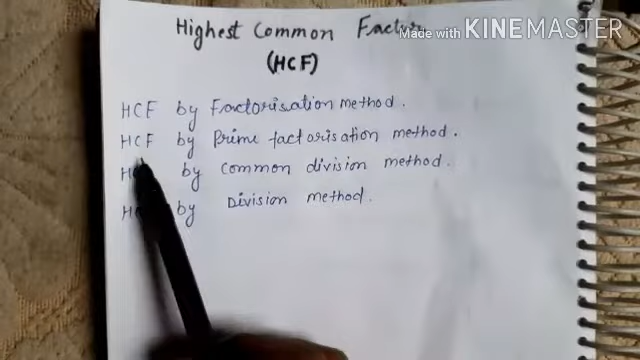 Highest Common Factor
Made with KINEMASTER
(HCF)
HCF by Factorisation method.
HCF by Prime factorisation method.
H by Common division method.
H by Division method.